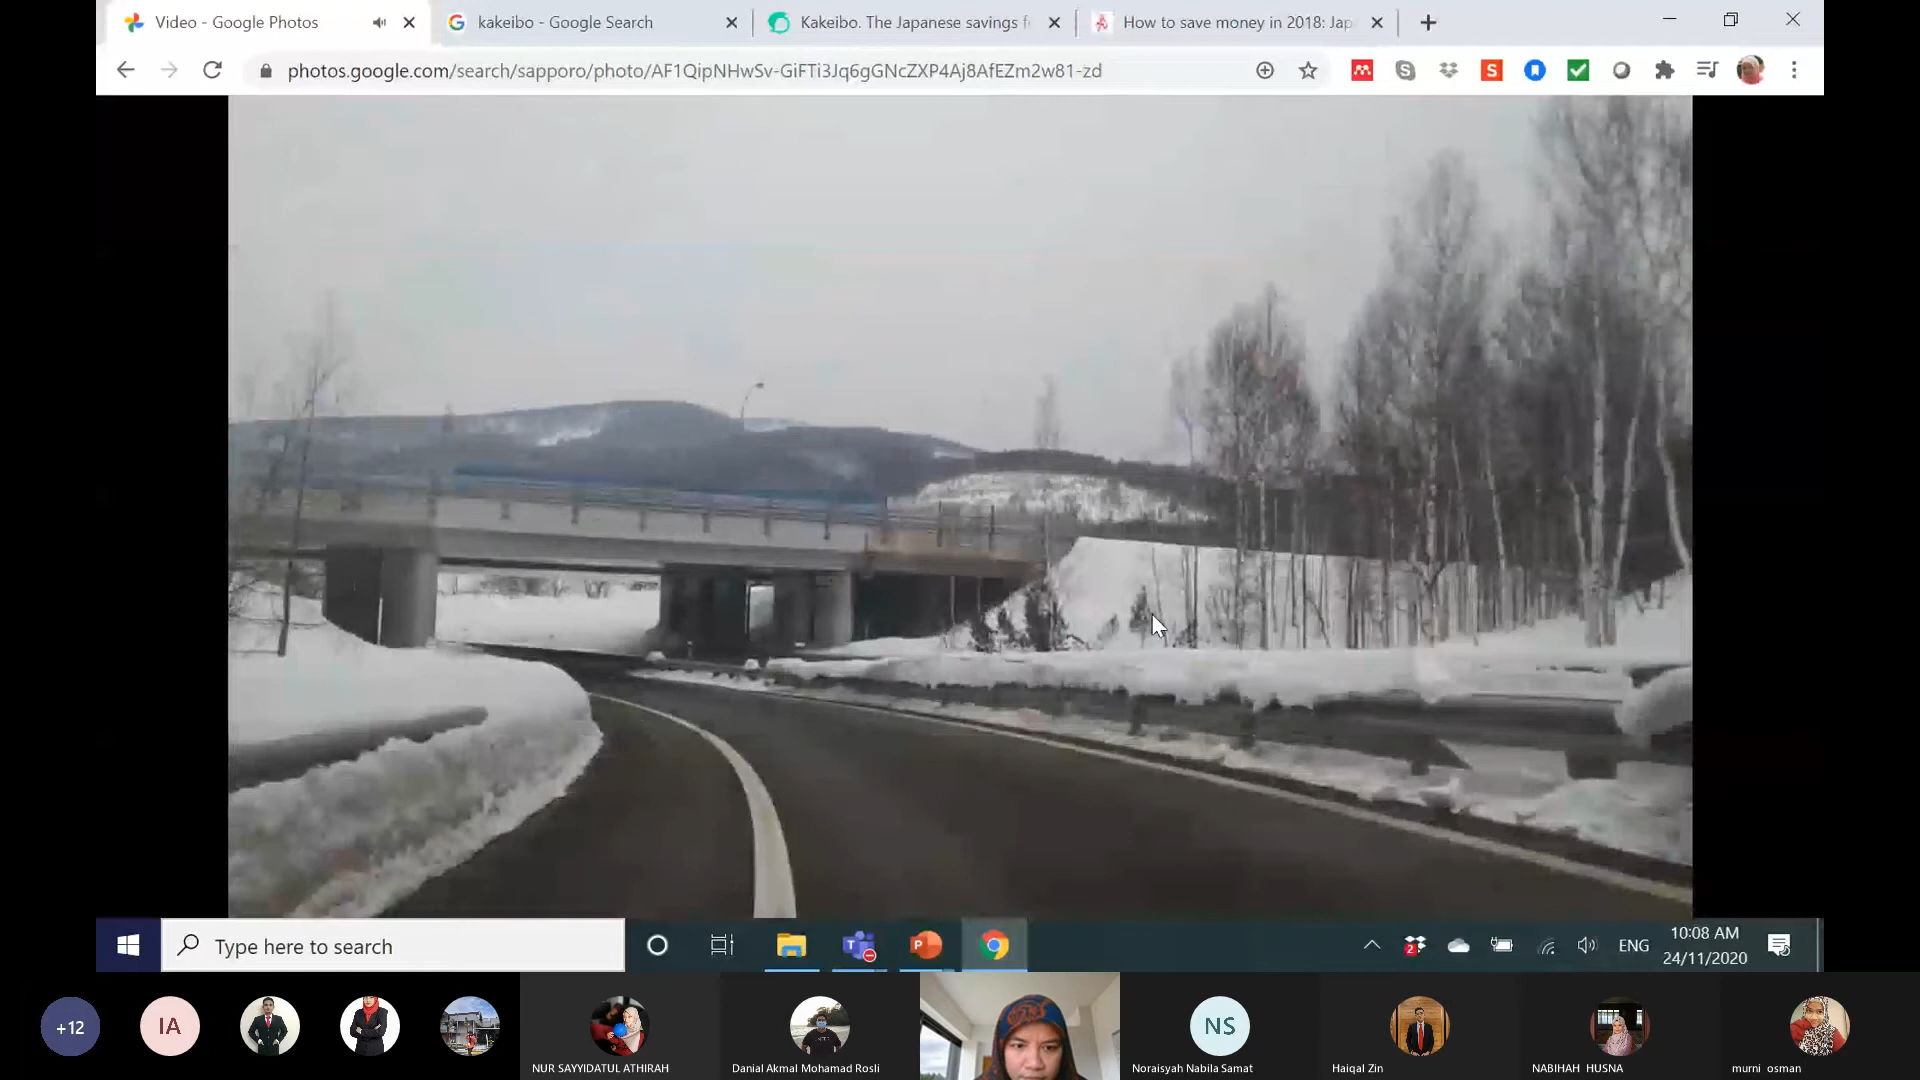 Video - Google Photos
kakeibo - Google Search
Kakeibo. The Japanese savings f
How to save money in 2018: Jap
photos.google.com/search/sapporo/photo/AF1QipNHwSv-GiFTi3Jq6gGNcZXP4Aj8AfEZm2w81-zd
Type here to search
2
ENG
10:08 AM
24/11/2020
+12
IA
NS
NUR SAYYIDATUL ATHIRAH
Danial Akmal Mohamad Rosli
Noraisyah Nabila Samat
Haiqal Zin
NABIHAH HUSNA
murni osman